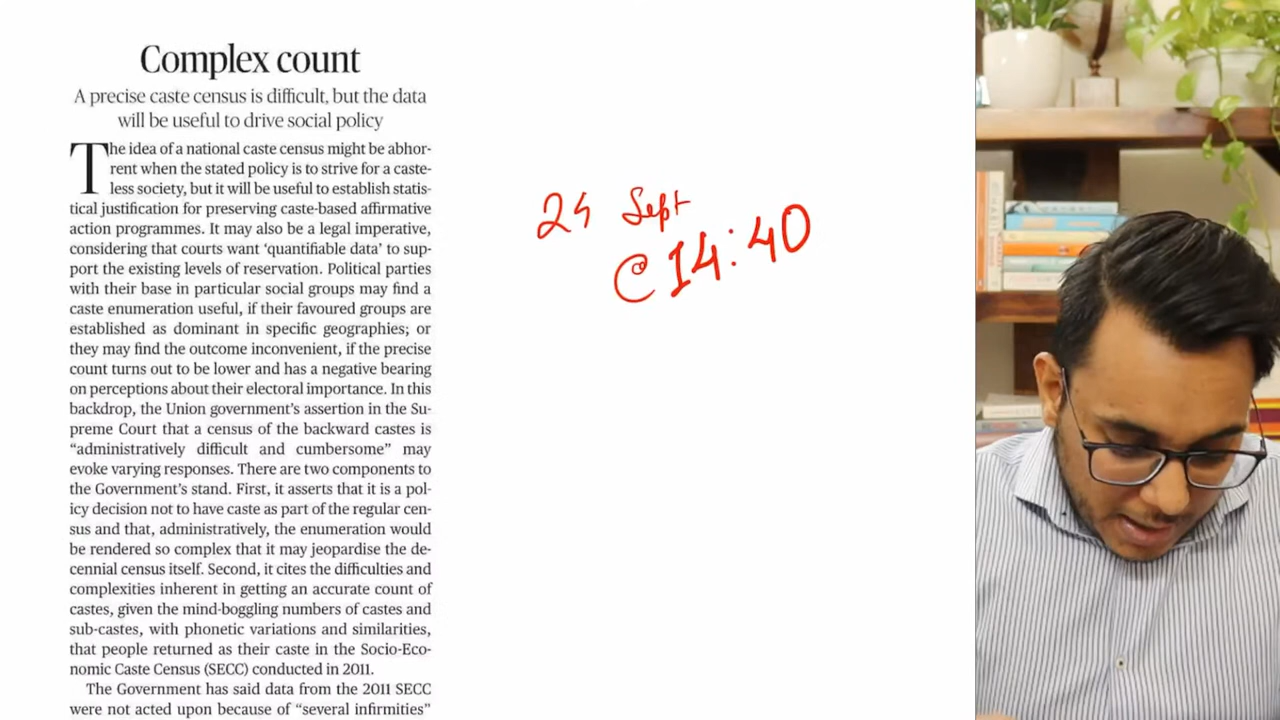 Complex count
A precise caste census is difficult, but the data
will be useful to drive social policy
The idea of a national caste census might be abhor-
rent when the stated policy is to strive for a caste-
less society, but it will be useful to establish statis-
tical justification for preserving caste-based affirmative
action programmes. It may also be a legal imperative,
considering that courts want ‘quantifiable data’ to sup-
port the existing levels of reservation. Political parties
with their base in particular social groups may find a
caste enumeration useful, if their favoured groups are
established as dominant in specific geographies; or
they may find the outcome inconvenient, if the precise
count turns out to be lower and has a negative bearing
on perceptions about their electoral importance. In this
backdrop, the Union government’s assertion in the Su-
preme Court that a census of the backward castes is
“administratively difficult and cumbersome” may
evoke varying responses. There are two components to
the Government’s stand. First, it asserts that it is a pol-
icy decision not to have caste as part of the regular cen-
sus and that, administratively, the enumeration would
be rendered so complex that it may jeopardise the de-
cennial census itself. Second, it cites the difficulties and
complexities inherent in getting an accurate count of
castes, given the mind-boggling numbers of castes and
sub-castes, with phonetic variations and similarities,
that people returned as their caste in the Socio-Eco-
nomic Caste Census (SECC) conducted in 2011.
The Government has said data from the 2011 SECC
were not acted upon because of “several infirmities”
24 Sept
@14:40